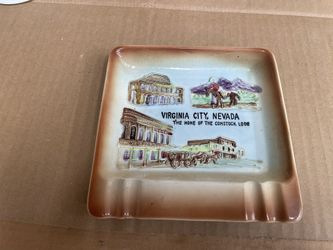 VIRGINIA CITY, NEVADA
THE HOME OF THE COMSTOCK LODE